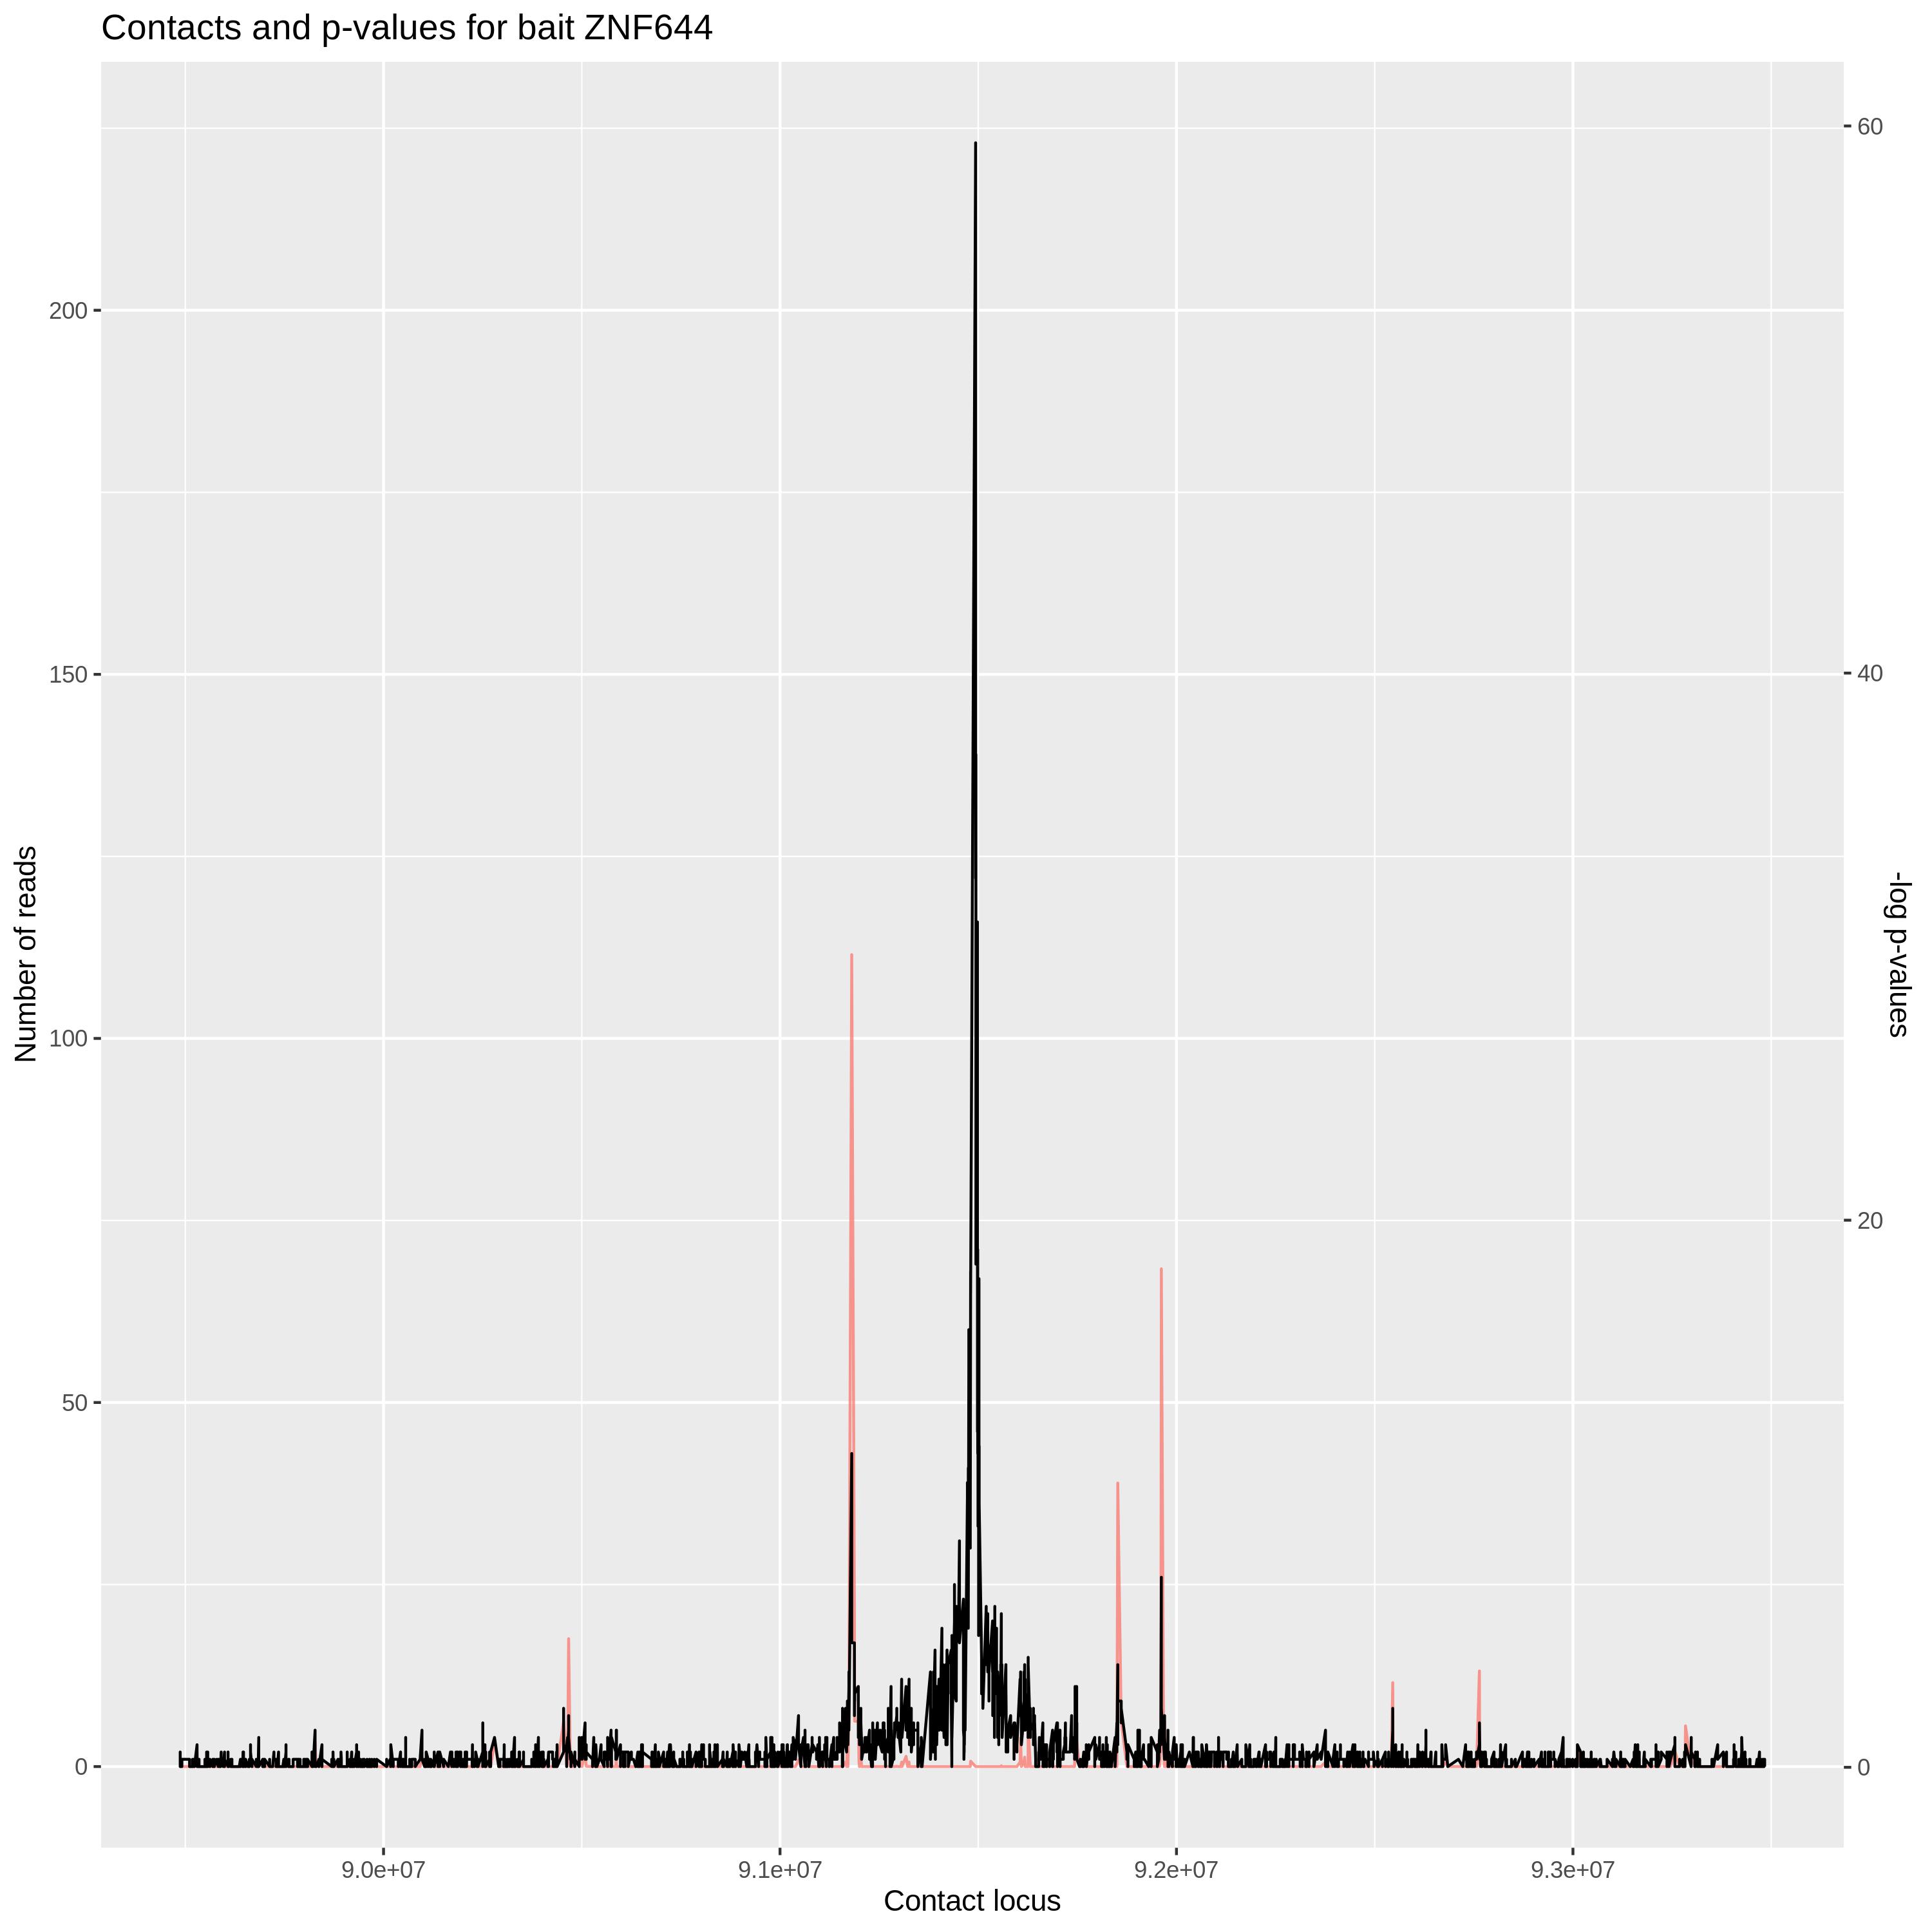 Contacts and p-values for bait ZNF644
200
150
100
50
0
Number of reads
60
40
20
0
-log p-values
9.0e+07
9.1e+07
9.2e+07
9.3e+07
Contact locus